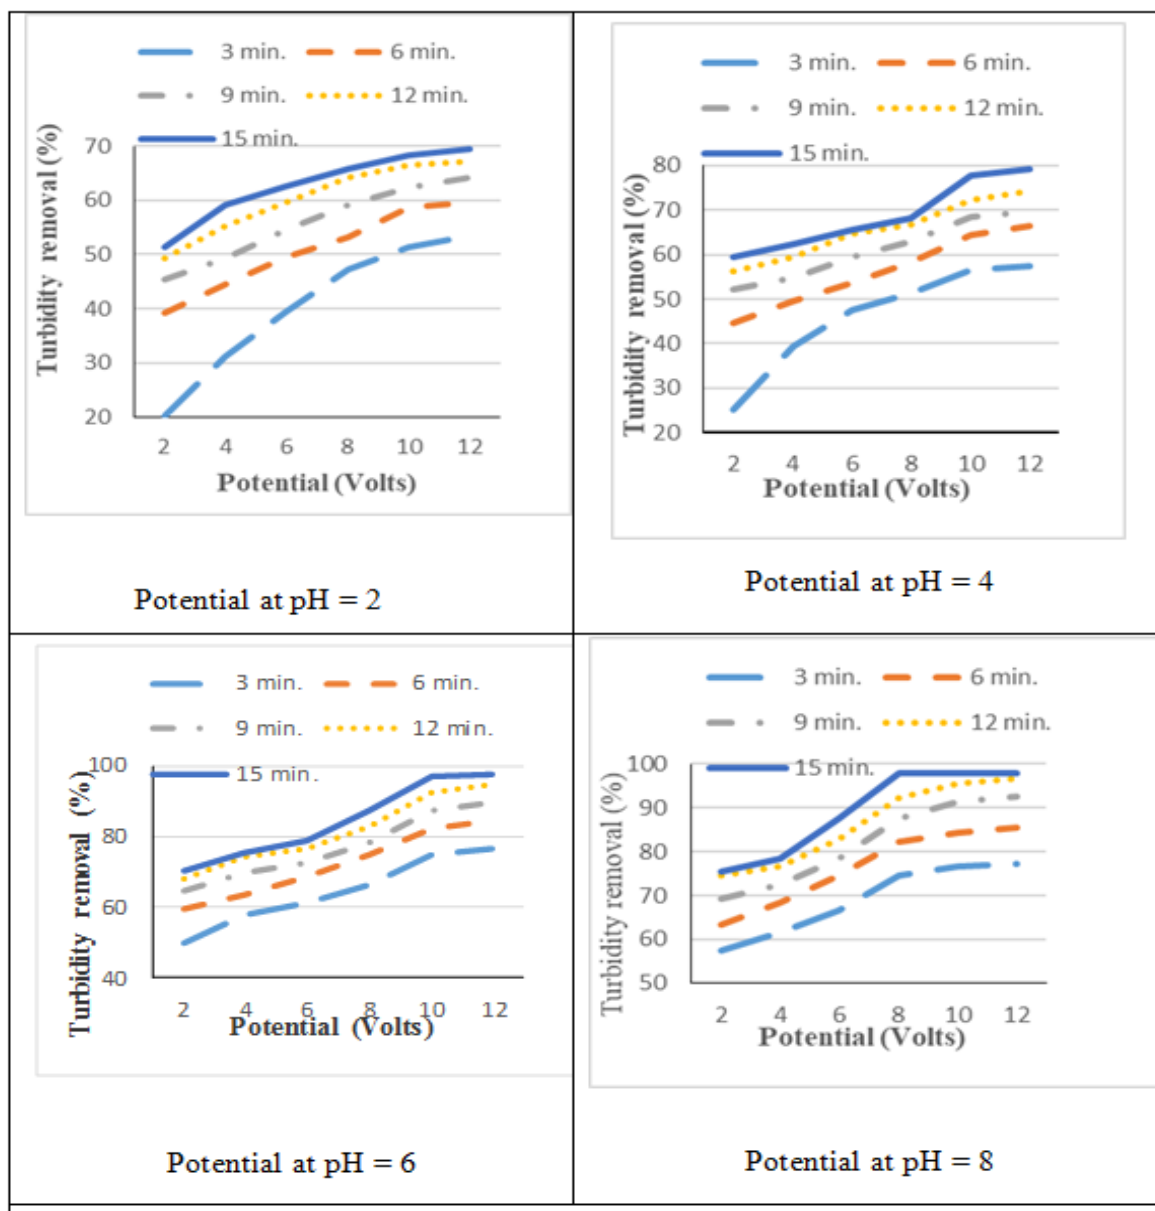 3 min.
6 min.
9 min.
12 min.
15 min.
Turbidity removal (%)
70
60
50
40
30
20
2 4 6 8 10 12
Potential (Volts)
Potential at pH = 2
3 min.
6 min.
9 min.
12 min.
15 min.
Turbidity removal (%)
80
70
60
50
40
30
20
2 4 6 8 10 12
Potential (Volts)
Potential at pH = 4
3 min.
6 min.
9 min.
12 min.
15 min.
Turbidity removal (%)
100
80
60
40
2 4 6 8 10 12
Potential (Volts)
Potential at pH = 6
3 min.
6 min.
9 min.
12 min.
15 min.
Turbidity removal (%)
100
90
80
70
60
50
2 4 6 8 10 12
Potential (Volts)
Potential at pH = 8